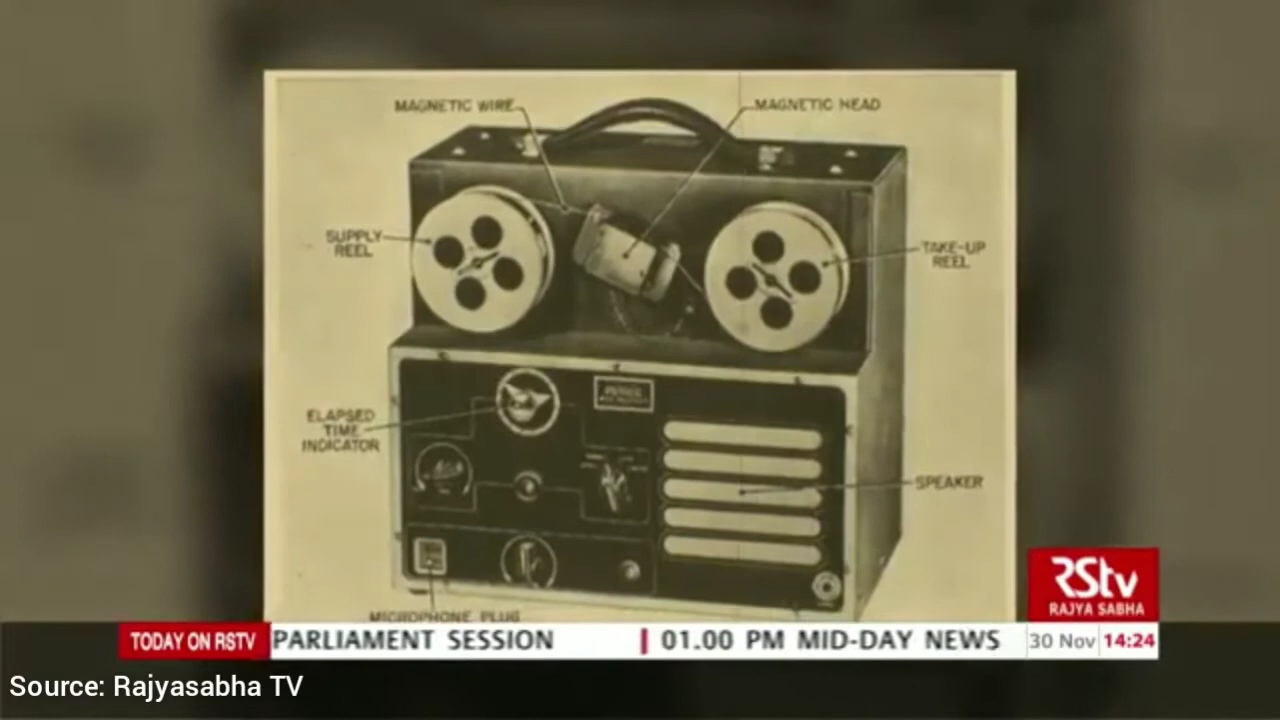 MAGNETIC WIRE
MAGNETIC HEAD
SUPPLY
REEL
TAKE-UP
REEL
ELAPSED
TIME
INDICATOR
SPEAKER
MICROPHONE PLUG
RStv
RAJYA SABHA
TODAY ON RSTV PARLIAMENT SESSION 01.00 PM MID-DAY NEWS 30 Nov 14:24
Source: Rajyasabha TV